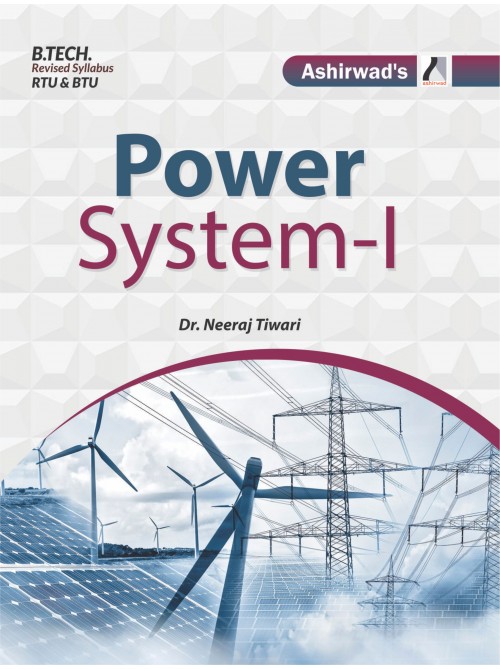 B.TECH.
Revised Syllabus
RTU & BTU
Ashirwad's
ashirwad
Power
System-I
Dr. Neeraj Tiwari